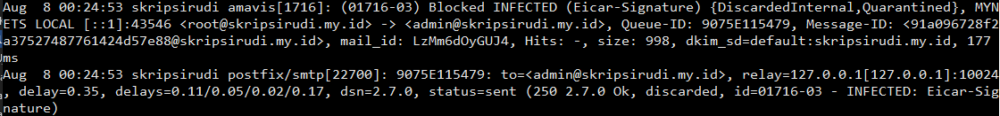 Aug  8 00:24:53 skripsirudi amavis[1716]: (01716-03) Blocked INFECTED (Eicar-Signature) {DiscardedInternal,Quarantined}, MYN
ETS LOCAL [::1]:43546 <root@skripsirudi.my.id> -> <admin@skripsirudi.my.id>, Queue-ID: 9075E115479, Message-ID: <91a096728f2
a37527487761424d57e88@skripsirudi.my.id>, mail_id: LzMm6dOyGUJ4, Hits: -, size: 998, dkim_sd=default:skripsirudi.my.id, 177
ms
Aug  8 00:24:53 skripsirudi postfix/smtp[22700]: 9075E115479: to=<admin@skripsirudi.my.id>, relay=127.0.0.1[127.0.0.1]:10024
, delay=0.35, delays=0.11/0.05/0.02/0.17, dsn=2.7.0, status=sent (250 2.7.0 Ok, discarded, id=01716-03 - INFECTED: Eicar-Sig
nature)